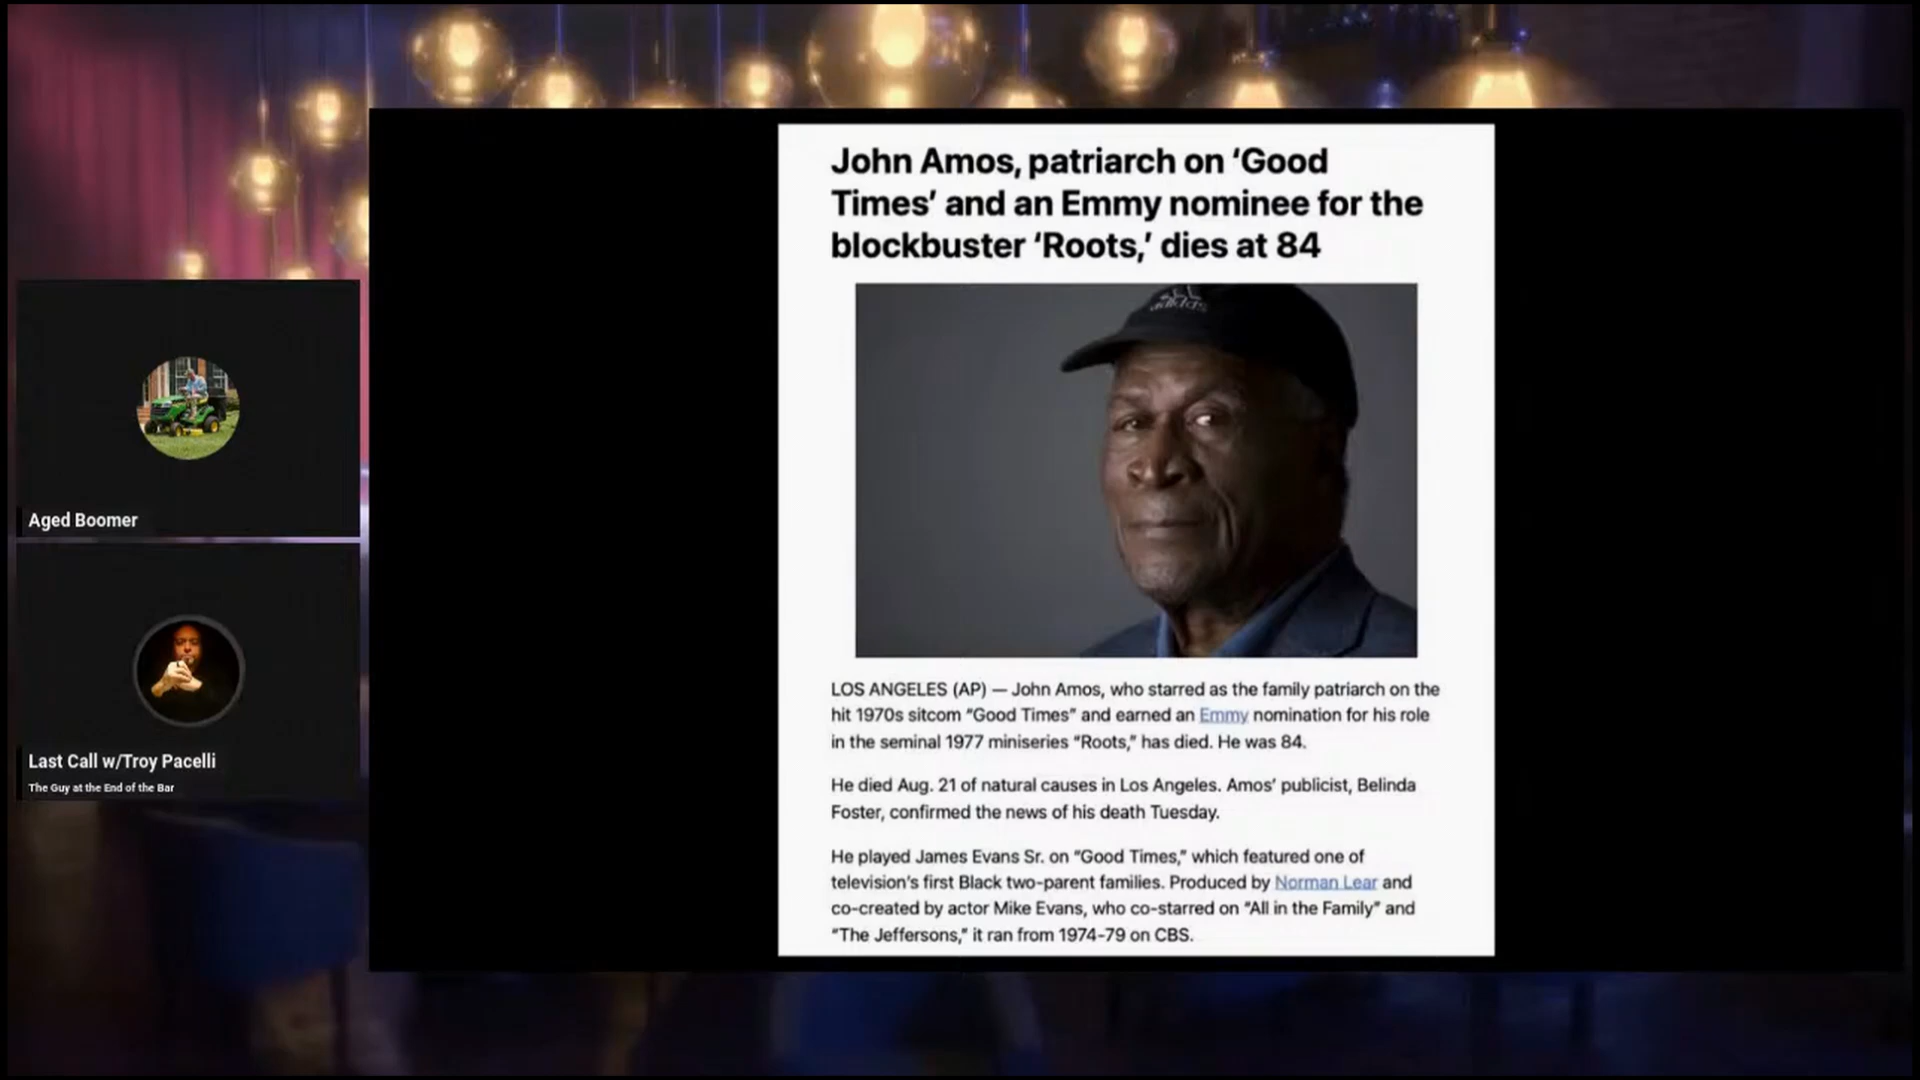 John Amos, patriarch on ‘Good
Times’ and an Emmy nominee for the
blockbuster ‘Roots,’ dies at 84
adidas
LOS ANGELES (AP) — John Amos, who starred as the family patriarch on the
hit 1970s sitcom “Good Times” and earned an Emmy nomination for his role
in the seminal 1977 miniseries “Roots,” has died. He was 84.
He died Aug. 21 of natural causes in Los Angeles. Amos’ publicist, Belinda
Foster, confirmed the news of his death Tuesday.
He played James Evans Sr. on “Good Times,” which featured one of
television’s first Black two-parent families. Produced by Norman Lear and
co-created by actor Mike Evans, who co-starred on “All in the Family” and
“The Jeffersons,” it ran from 1974-79 on CBS.
Aged Boomer
Last Call w/Troy Pacelli
The Guy at the End of the Bar